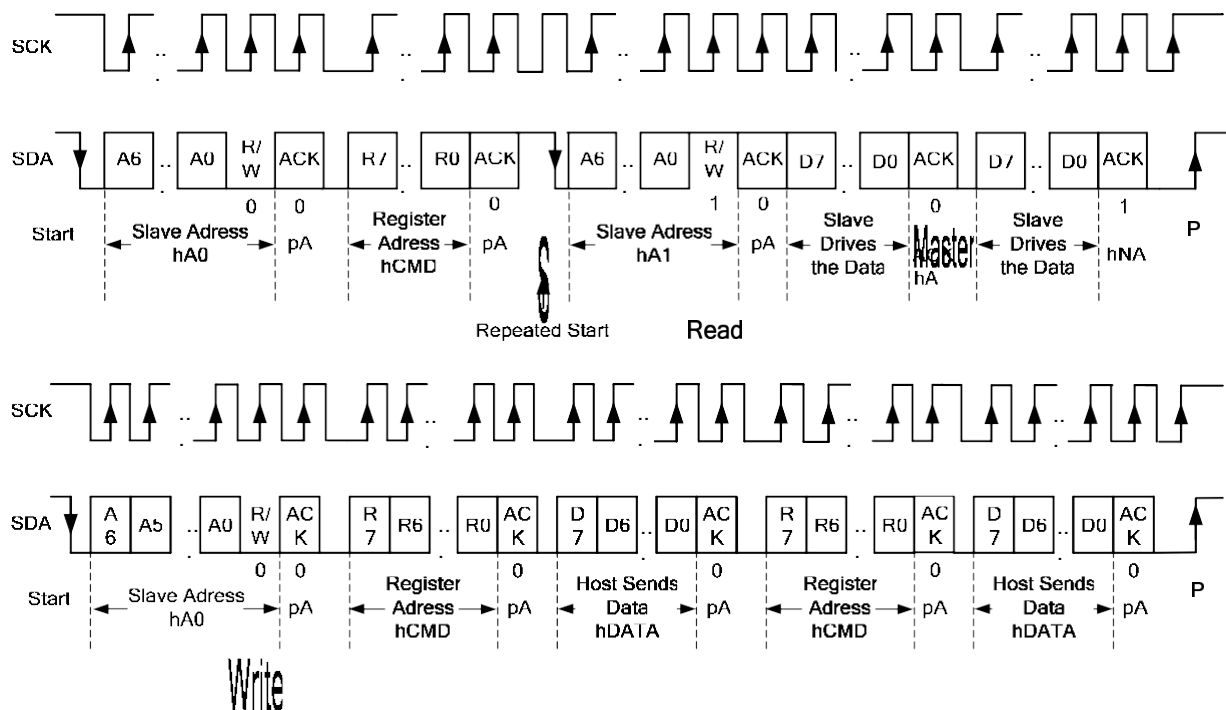 SCK
.. .. .. .. .. ..
SDA A6 .. A0 R/W ACK R7 .. R0 ACK A6 .. A0 R/W ACK D7 .. D0 ACK D7 .. D0 ACK
0 0 0 1 0 0 1
Start Slave Adress hA0 pA Register Adress hCMD pA S Slave Adress hA1 pA Slave Drives the Data Master hA Slave Drives the Data hNA P
Repeated Start Read
SCK
.. .. .. .. .. ..
SDA A6 A5 .. A0 R/W ACK R7 R6 .. R0 ACK D7 D6 .. D0 ACK R7 R6 .. R0 ACK D7 D6 .. D0 ACK
0 0 0 0 0 0
Start Slave Adress hA0 pA Register Adress hCMD pA Host Sends Data hDATA pA Register Adress hCMD pA Host Sends Data hDATA pA P
Write